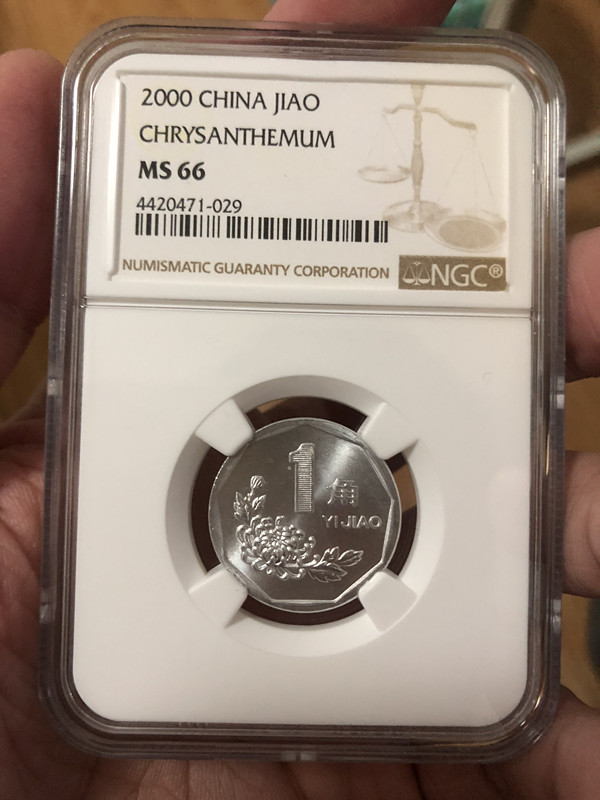 2000 CHINA JIAO
CHRYSANTHEMUM
MS 66
4420471-029
NUMISMATIC GUARANTY CORPORATION NGC®
1 角
YI JIAO